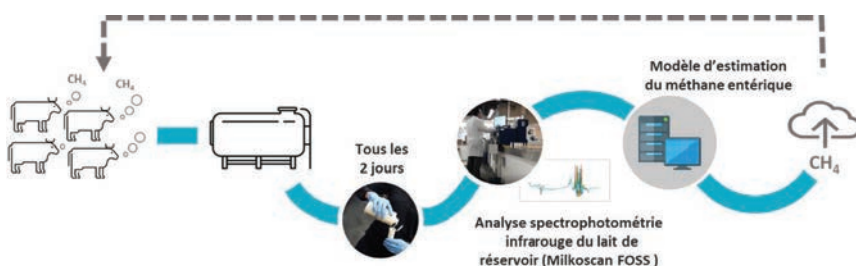 CH₄
CH₄
Tous les
2 jours
Analyse spectrophotométrie
infrarouge du lait de
réservoir (Milkoscan FOSS )
Modèle d'estimation
du méthane entérique
CH₄